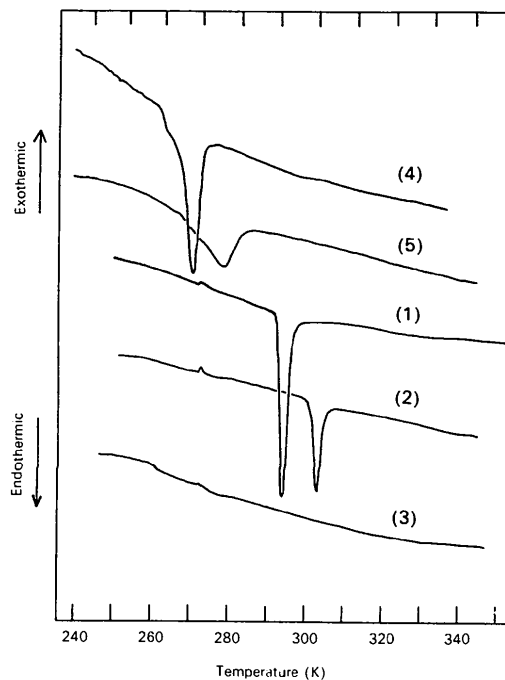 Exothermic
Endothermic
(4)
(5)
(1)
(2)
(3)
240 260 280 300 320 340
Temperature (K)